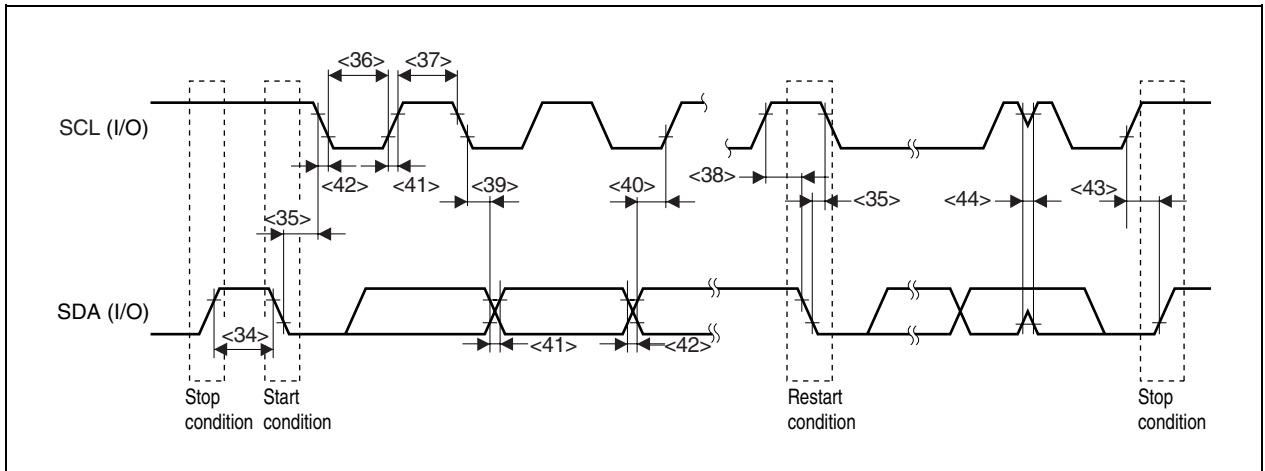 <36> <37>
SCL (I/O)
<42> <41> <39> <40> <38> <35> <44> <43>
<35>
SDA (I/O)
<34> <41> <42>
Stop condition
Start condition
Restart condition
Stop condition